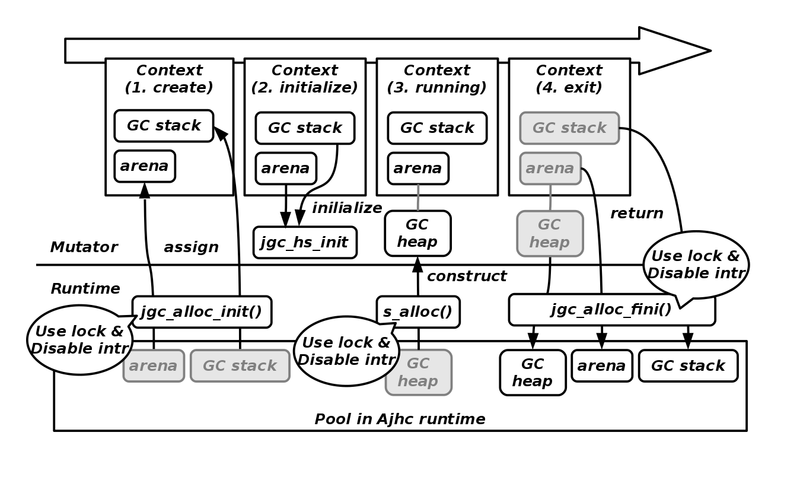 Context
(1. create)
Context
(2. initialize)
Context
(3. running)
Context
(4. exit)
GC stack
GC stack
GC stack
GC stack
arena
arena
arena
arena
inilialize
return
jgc_hs_init
GC
heap
GC
heap
Mutator
assign
Use lock &
Disable intr
construct
Runtime
jgc_alloc_init()
s_alloc()
jgc_alloc_fini()
Use lock &
Disable intr
Use lock &
Disable intr
arena
GC stack
GC
heap
GC
heap
arena
GC stack
Pool in Ajhc runtime